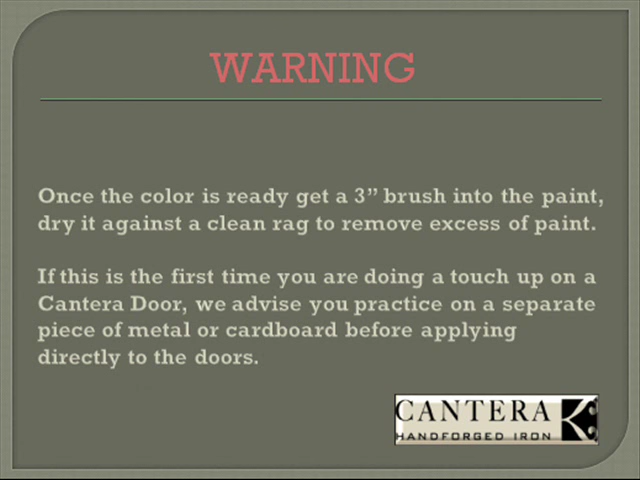 WARNING
Once the color is ready get a 3” brush into the paint,
dry it against a clean rag to remove excess of paint.
If this is the first time you are doing a touch up on a
Cantera Door, we advise you practice on a separate
piece of metal or cardboard before applying
directly to the doors.
CANTERA
HANDFORGED IRON